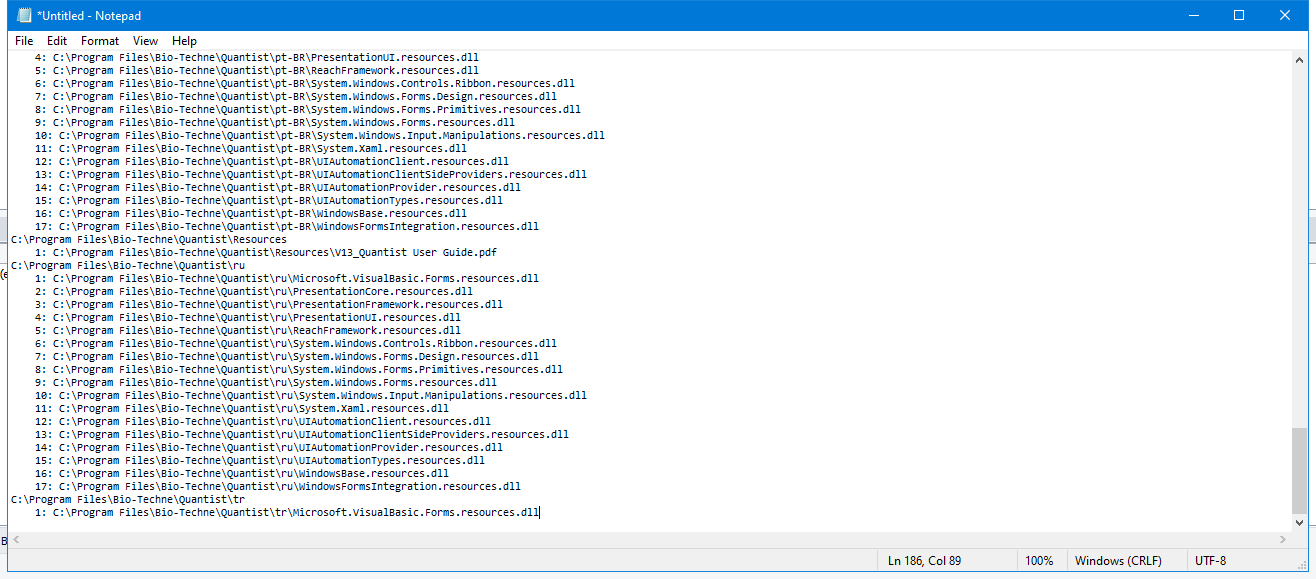 *Untitled - Notepad
File Edit Format View Help
4: C:\Program Files\Bio-Techne\Quantist\pt-BR\PresentationUI.resources.dll
5: C:\Program Files\Bio-Techne\Quantist\pt-BR\ReachFramework.resources.dll
6: C:\Program Files\Bio-Techne\Quantist\pt-BR\System.Windows.Controls.Ribbon.resources.dll
7: C:\Program Files\Bio-Techne\Quantist\pt-BR\System.Windows.Forms.Design.resources.dll
8: C:\Program Files\Bio-Techne\Quantist\pt-BR\System.Windows.Forms.Primitives.resources.dll
9: C:\Program Files\Bio-Techne\Quantist\pt-BR\System.Windows.Forms.resources.dll
10: C:\Program Files\Bio-Techne\Quantist\pt-BR\System.Windows.Input.Manipulations.resources.dll
11: C:\Program Files\Bio-Techne\Quantist\pt-BR\System.Xaml.resources.dll
12: C:\Program Files\Bio-Techne\Quantist\pt-BR\UIAutomationClient.resources.dll
13: C:\Program Files\Bio-Techne\Quantist\pt-BR\UIAutomationClientSideProviders.resources.dll
14: C:\Program Files\Bio-Techne\Quantist\pt-BR\UIAutomationProvider.resources.dll
15: C:\Program Files\Bio-Techne\Quantist\pt-BR\UIAutomationTypes.resources.dll
16: C:\Program Files\Bio-Techne\Quantist\pt-BR\WindowsBase.resources.dll
17: C:\Program Files\Bio-Techne\Quantist\pt-BR\WindowsFormsIntegration.resources.dll
C:\Program Files\Bio-Techne\Quantist\Resources
1: C:\Program Files\Bio-Techne\Quantist\Resources\V13_Quantist User Guide.pdf
C:\Program Files\Bio-Techne\Quantist\ru
1: C:\Program Files\Bio-Techne\Quantist\ru\Microsoft.VisualBasic.Forms.resources.dll
2: C:\Program Files\Bio-Techne\Quantist\ru\PresentationCore.resources.dll
3: C:\Program Files\Bio-Techne\Quantist\ru\PresentationFramework.resources.dll
4: C:\Program Files\Bio-Techne\Quantist\ru\PresentationUI.resources.dll
5: C:\Program Files\Bio-Techne\Quantist\ru\ReachFramework.resources.dll
6: C:\Program Files\Bio-Techne\Quantist\ru\System.Windows.Controls.Ribbon.resources.dll
7: C:\Program Files\Bio-Techne\Quantist\ru\System.Windows.Forms.Design.resources.dll
8: C:\Program Files\Bio-Techne\Quantist\ru\System.Windows.Forms.Primitives.resources.dll
9: C:\Program Files\Bio-Techne\Quantist\ru\System.Windows.Forms.resources.dll
10: C:\Program Files\Bio-Techne\Quantist\ru\System.Windows.Input.Manipulations.resources.dll
11: C:\Program Files\Bio-Techne\Quantist\ru\System.Xaml.resources.dll
12: C:\Program Files\Bio-Techne\Quantist\ru\UIAutomationClient.resources.dll
13: C:\Program Files\Bio-Techne\Quantist\ru\UIAutomationClientSideProviders.resources.dll
14: C:\Program Files\Bio-Techne\Quantist\ru\UIAutomationProvider.resources.dll
15: C:\Program Files\Bio-Techne\Quantist\ru\UIAutomationTypes.resources.dll
16: C:\Program Files\Bio-Techne\Quantist\ru\WindowsBase.resources.dll
17: C:\Program Files\Bio-Techne\Quantist\ru\WindowsFormsIntegration.resources.dll
C:\Program Files\Bio-Techne\Quantist\tr
1: C:\Program Files\Bio-Techne\Quantist\tr\Microsoft.VisualBasic.Forms.resources.dll
Ln 186, Col 89 100% Windows (CRLF) UTF-8